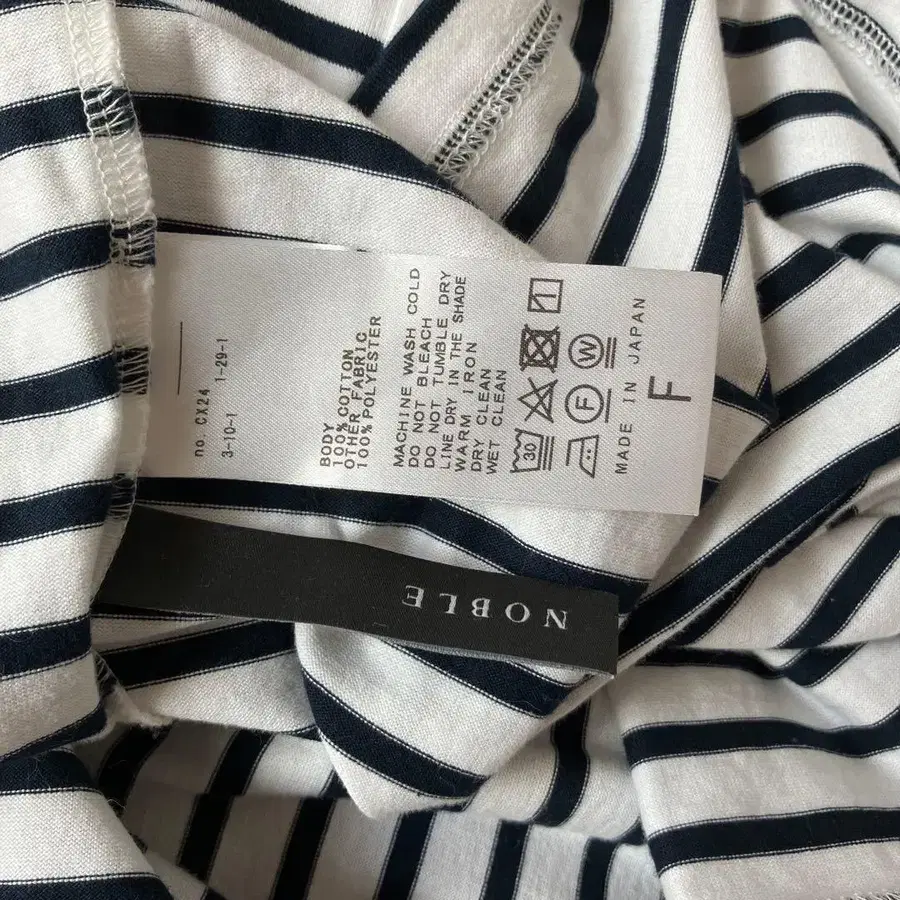 no. CX24 1-29-1
3-10-1
BODY
100% COTTON
OTHER FABRIC
100% POLYESTER
MACHINE WASH COLD
DO NOT BLEACH
DO NOT TUMBLE DRY
LINE DRY IN THE SHADE
WARM IRON
DRY CLEAN
WET CLEAN
30
F W
MADE IN JAPAN
F
NOBLE